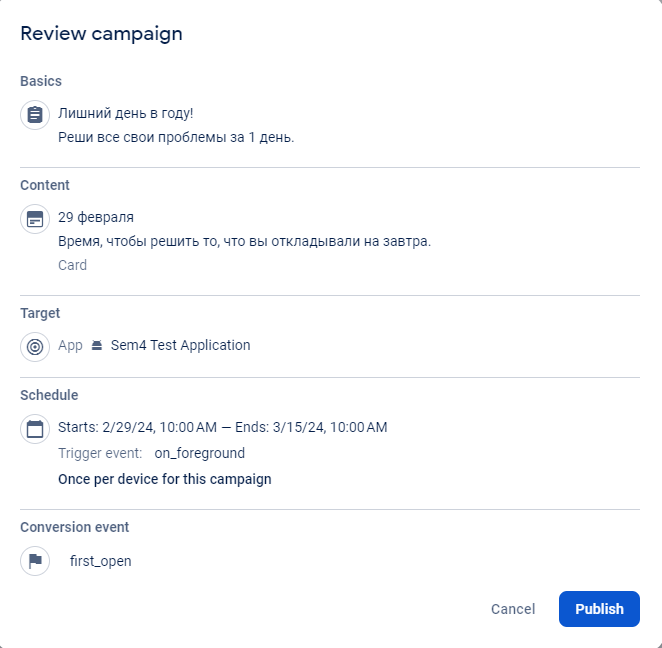 Review campaign
Basics
Лишний день в году!
Реши все свои проблемы за 1 день.
Content
29 февраля
Время, чтобы решить то, что вы откладывали на завтра.
Card
Target
App Sem4 Test Application
Schedule
Starts: 2/29/24, 10:00 AM — Ends: 3/15/24, 10:00 AM
Trigger event: on_foreground
Once per device for this campaign
Conversion event
first_open
Cancel Publish